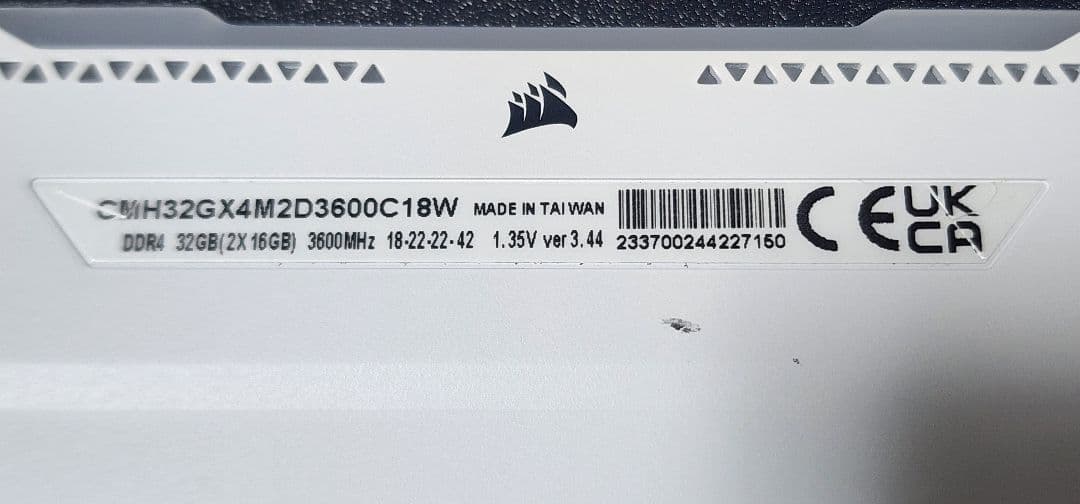 CMH32GX4M2D3600C18W MADE IN TAIWAN
DDR4 32GB(2X16GB) 3600MHz 18-22-22-42 1.35V ver3.44 233700244227150
CE UK
CA